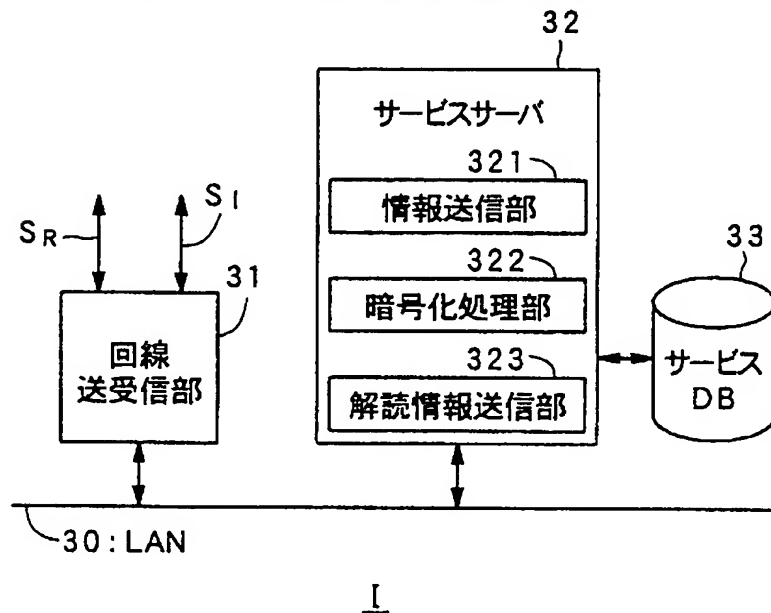 32
サービスサーバ
321
情報送信部
322
暗号化処理部
323
解読情報送信部
SR
SI
31
回線
送受信部
33
サービス
DB
30:LAN
I